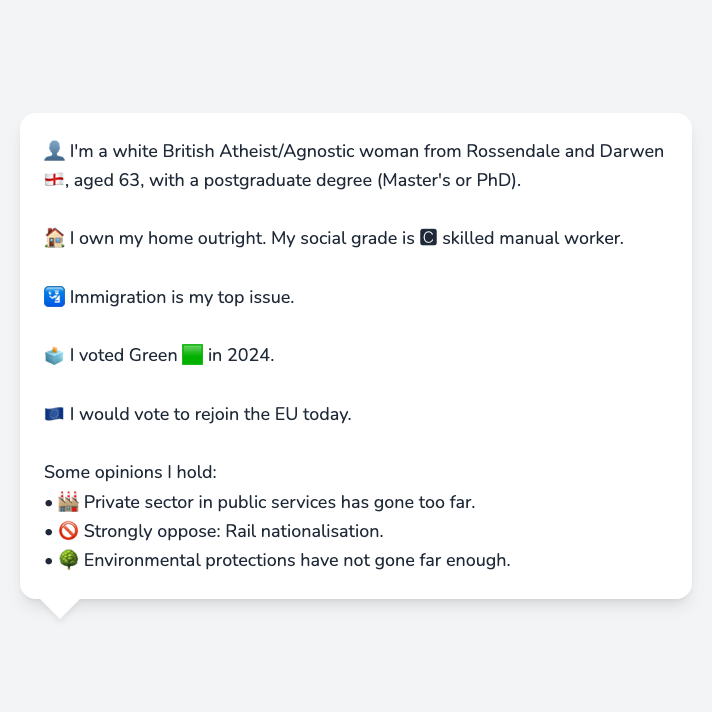 👤 I'm a white British Atheist/Agnostic woman from Rossendale and Darwen
🏴󠁧󠁢󠁥󠁮󠁧󠁿, aged 63, with a postgraduate degree (Master's or PhD).
🏠 I own my home outright. My social grade is 🅲 skilled manual worker.
🛂 Immigration is my top issue.
🗳️ I voted Green 🟩 in 2024.
🇪🇺 I would vote to rejoin the EU today.
Some opinions I hold:
• 🏭 Private sector in public services has gone too far.
• 🚫 Strongly oppose: Rail nationalisation.
• 🌳 Environmental protections have not gone far enough.